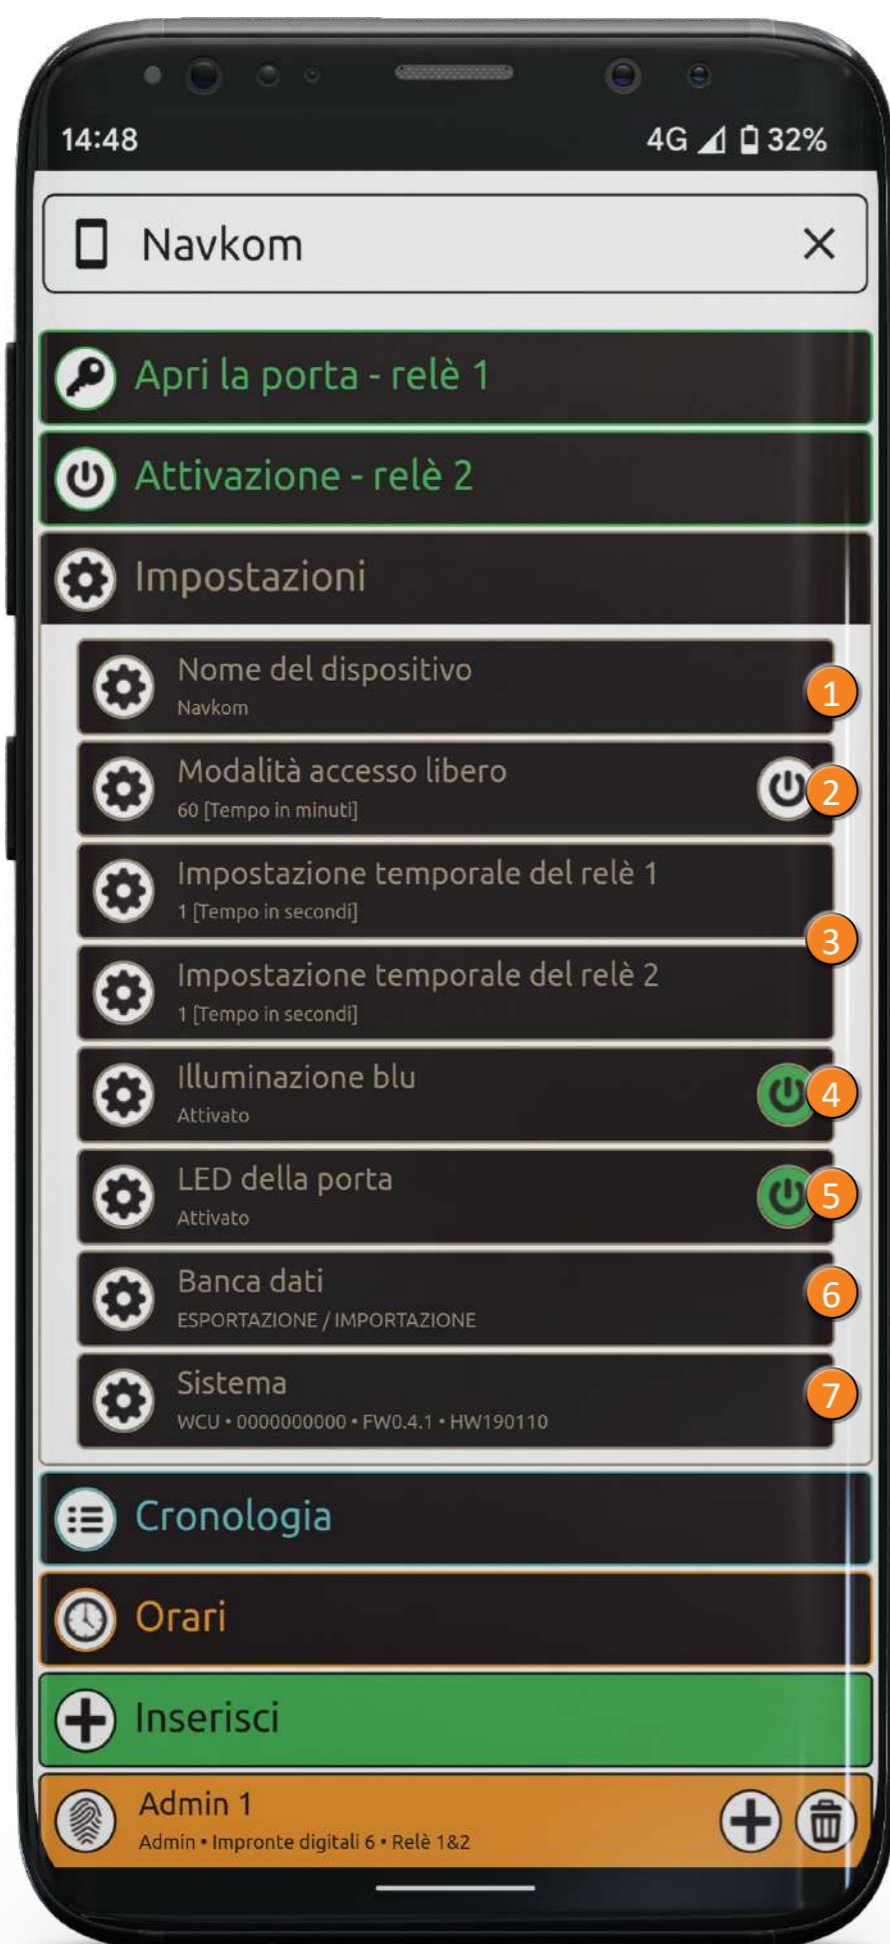 14:48 4G 32%
Navkom
Apri la porta - relè 1
Attivazione - relè 2
Impostazioni
Nome del dispositivo
Navkom
1
Modalità accesso libero
60 [Tempo in minuti]
2
Impostazione temporale del relè 1
1 [Tempo in secondi]
3
Impostazione temporale del relè 2
1 [Tempo in secondi]
Illuminazione blu
Attivato
4
LED della porta
Attivato
5
Banca dati
ESPORTAZIONE / IMPORTAZIONE
6
Sistema
WCU • 0000000000 • FW0.4.1 • HW190110
7
Cronologia
Orari
Inserisci
Admin 1
Admin • Impronte digitali 6 • Relè 1&2